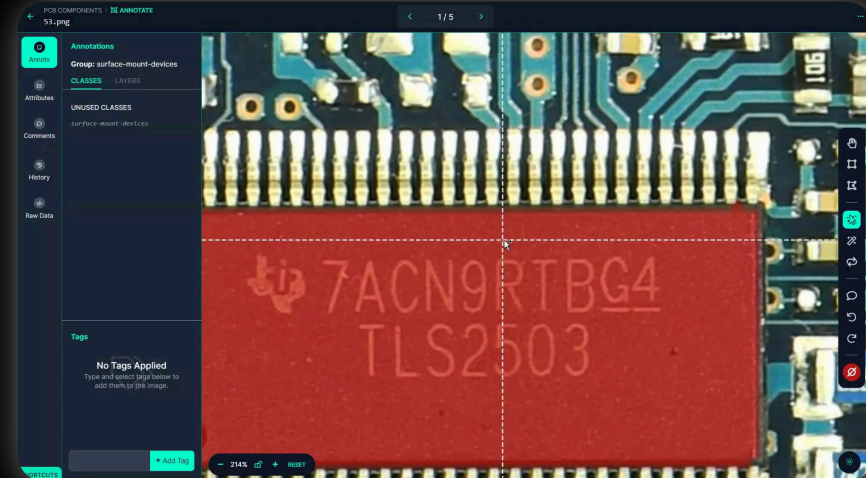 PCB COMPONENTS > ANNOTATE
53.png
1 / 5
Annots
Attributes
Comments
History
Raw Data
Annotations
Group: surface-mount-devices
CLASSES LAYERS
UNUSED CLASSES
surface-mount-devices
106
7ACN9RTBG4
TLS2503
Tags
No Tags Applied
Type and select tags below to
add them to the image.
+ Add Tag
- 214% + RESET
SHORTCUTS